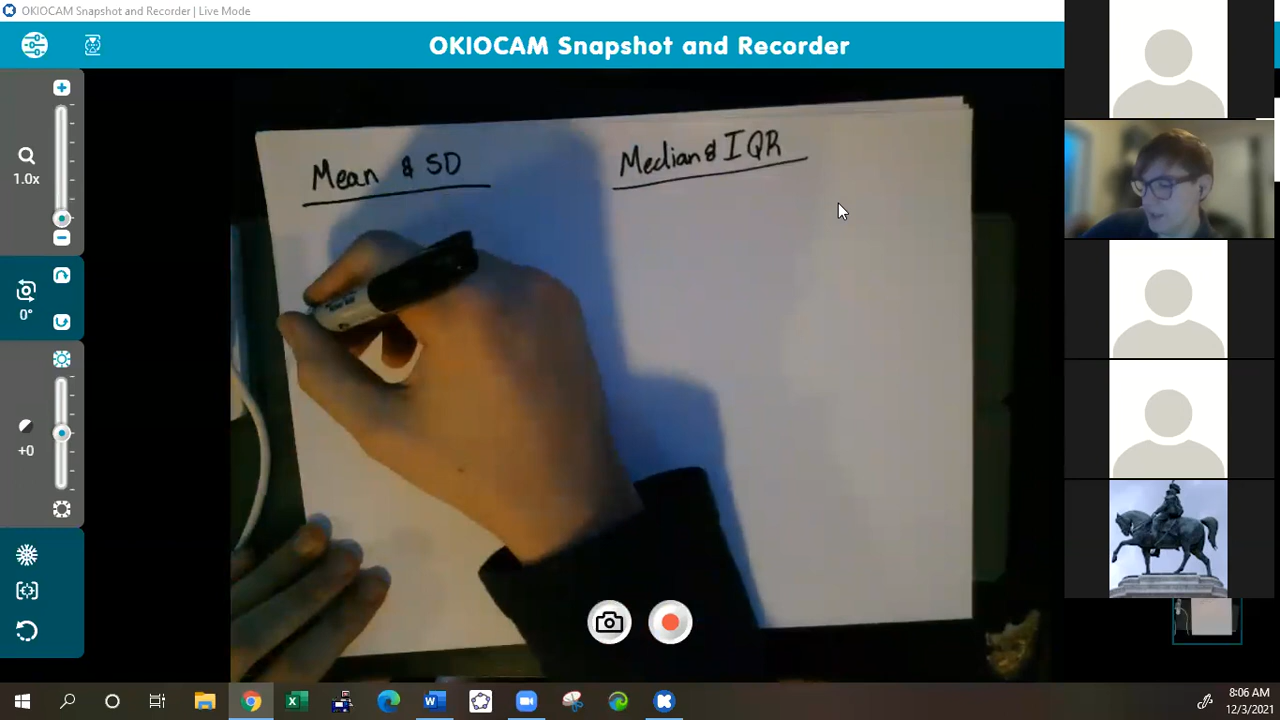 OKIOCAM Snapshot and Recorder | Live Mode
OKIOCAM Snapshot and Recorder
1.0x
0°
+0
Mean & SD
Median & IQR
8:06 AM
12/3/2021